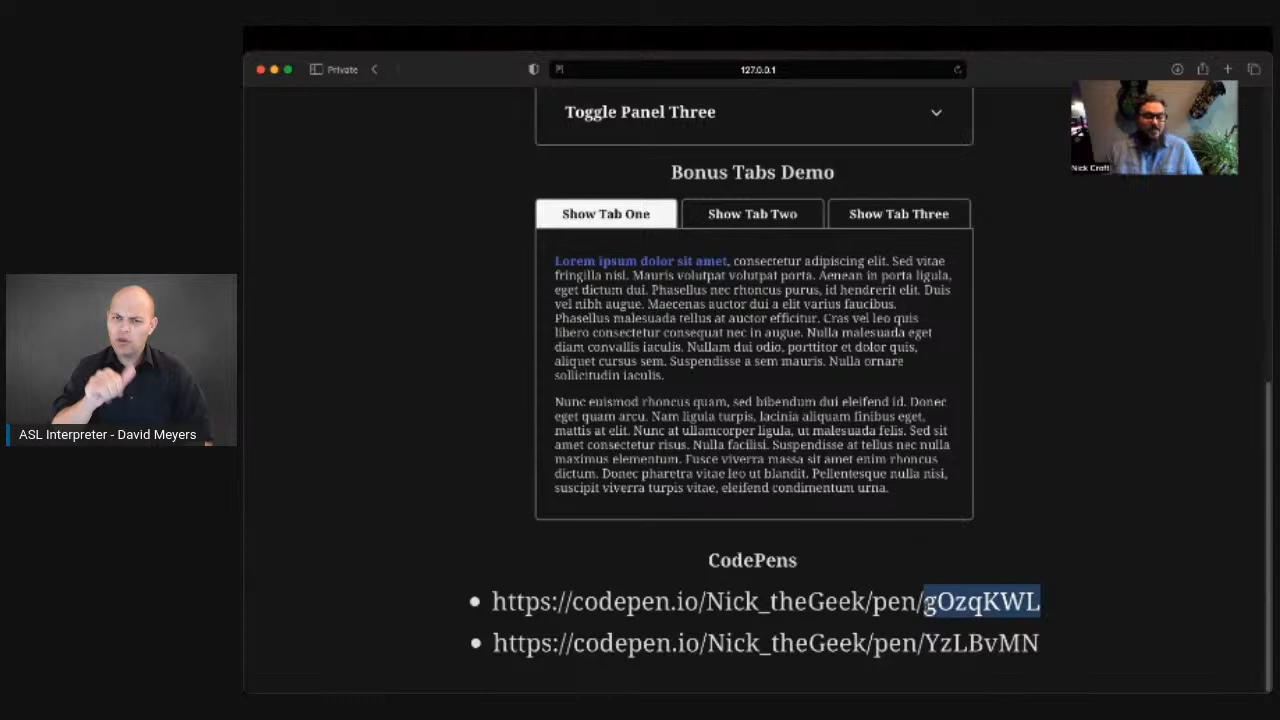 Private
127.0.0.1
Toggle Panel Three
Nick Croft
Bonus Tabs Demo
Show Tab One
Show Tab Two
Show Tab Three
Lorem ipsum dolor sit amet, consectetur adipiscing elit. Sed vitae
fringilla nisl. Mauris volutpat volutpat porta. Aenean in porta ligula,
eget dictum dui. Phasellus nec rhoncus purus, id hendrerit elit. Duis
vel nibh augue. Maecenas auctor dui a elit varius faucibus.
Phasellus malesuada tellus at auctor efficitur. Cras vel leo quis
libero consectetur consequat nec in augue. Nulla malesuada eget
diam convallis iaculis. Nullam dui odio, porttitor et dolor quis,
aliquet cursus sem. Suspendisse a sem mauris. Nulla ornare
sollicitudin iaculis.
Nunc euismod rhoncus quam, sed bibendum dui eleifend id. Donec
eget quam arcu. Nam ligula turpis, lacinia aliquam finibus eget,
mattis at elit. Nunc at ullamcorper ligula, ut malesuada felis. Sed sit
amet consectetur risus. Nulla facilisi. Suspendisse at tellus nec nulla
maximus elementum. Fusce viverra massa sit amet enim rhoncus
dictum. Donec pharetra vitae leo ut blandit. Pellentesque nulla nisi,
suscipit viverra turpis vitae, eleifend condimentum urna.
ASL Interpreter - David Meyers
CodePens
• https://codepen.io/Nick_theGeek/pen/gOzqKWL
• https://codepen.io/Nick_theGeek/pen/YzLBvMN